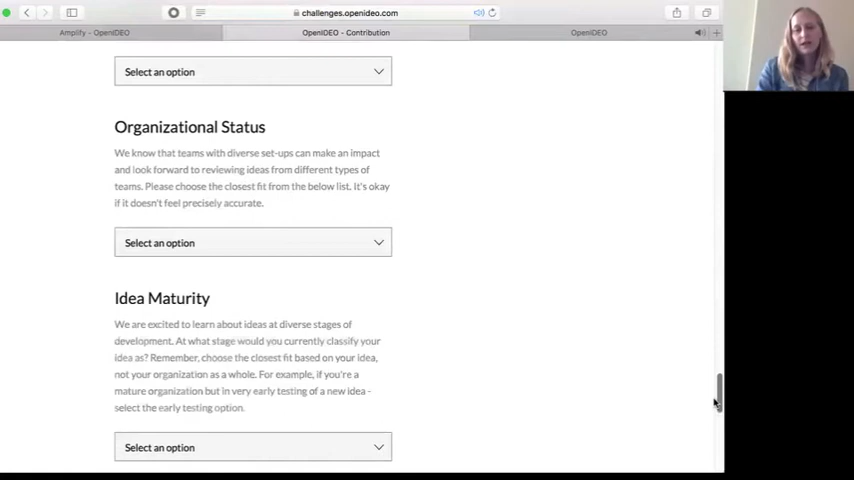 challenges.openideo.com
Amplify - OpenIDEO
OpenIDEO - Contribution
OpenIDEO
Select an option
Organizational Status
We know that teams with diverse set-ups can make an impact
and look forward to reviewing ideas from different types of
teams. Please choose the closest fit from the below list. It's okay
if it doesn't feel precisely accurate.
Select an option
Idea Maturity
We are excited to learn about ideas at diverse stages of
development. At what stage would you currently classify your
idea as? Remember, choose the closest fit based on your idea,
not your organization as a whole. For example, if you're a
mature organization but in very early testing of a new idea -
select the early testing option.
Select an option